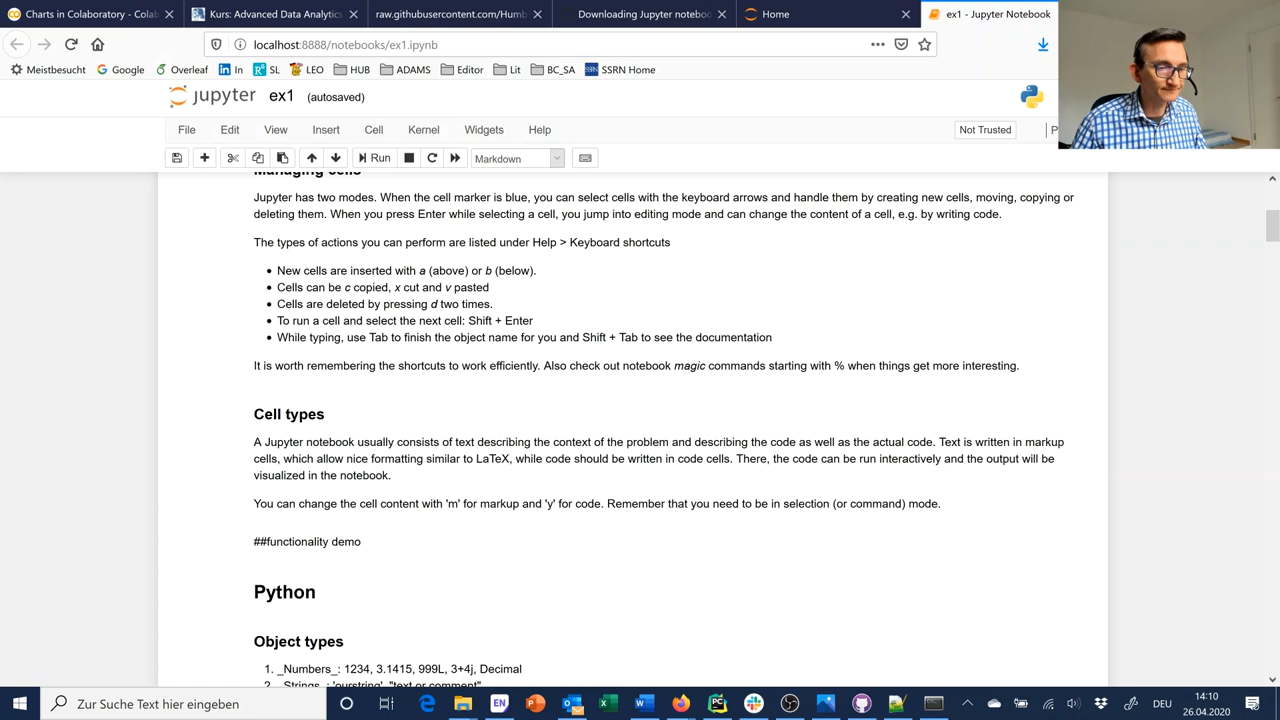 Charts in Colaboratory - Colab
Kurs: Advanced Data Analytics
raw.githubusercontent.com/Humb
Downloading Jupyter notebook
Home
ex1 - Jupyter Notebook
localhost:8888/notebooks/ex1.ipynb
Meistbesucht
Google
Overleaf
In
SL
LEO
HUB
ADAMS
Editor
Lit
BC_SA
SSRN Home
jupyter ex1 (autosaved)
File Edit View Insert Cell Kernel Widgets Help
Not Trusted
Run
Markdown
Managing cells
Jupyter has two modes. When the cell marker is blue, you can select cells with the keyboard arrows and handle them by creating new cells, moving, copying or
deleting them. When you press Enter while selecting a cell, you jump into editing mode and can change the content of a cell, e.g. by writing code.
The types of actions you can perform are listed under Help > Keyboard shortcuts
• New cells are inserted with a (above) or b (below).
• Cells can be c copied, x cut and v pasted
• Cells are deleted by pressing d two times.
• To run a cell and select the next cell: Shift + Enter
• While typing, use Tab to finish the object name for you and Shift + Tab to see the documentation
It is worth remembering the shortcuts to work efficiently. Also check out notebook magic commands starting with % when things get more interesting.
Cell types
A Jupyter notebook usually consists of text describing the context of the problem and describing the code as well as the actual code. Text is written in markup
cells, which allow nice formatting similar to LaTeX, while code should be written in code cells. There, the code can be run interactively and the output will be
visualized in the notebook.
You can change the cell content with 'm' for markup and 'y' for code. Remember that you need to be in selection (or command) mode.
##functionality demo
Python
Object types
1. _Numbers_: 1234, 3.1415, 999L, 3+4j, Decimal
2. _Strings_: 'ourstring', "text or comment"
Zur Suche Text hier eingeben
EN
DEU
14:10
26.04.2020